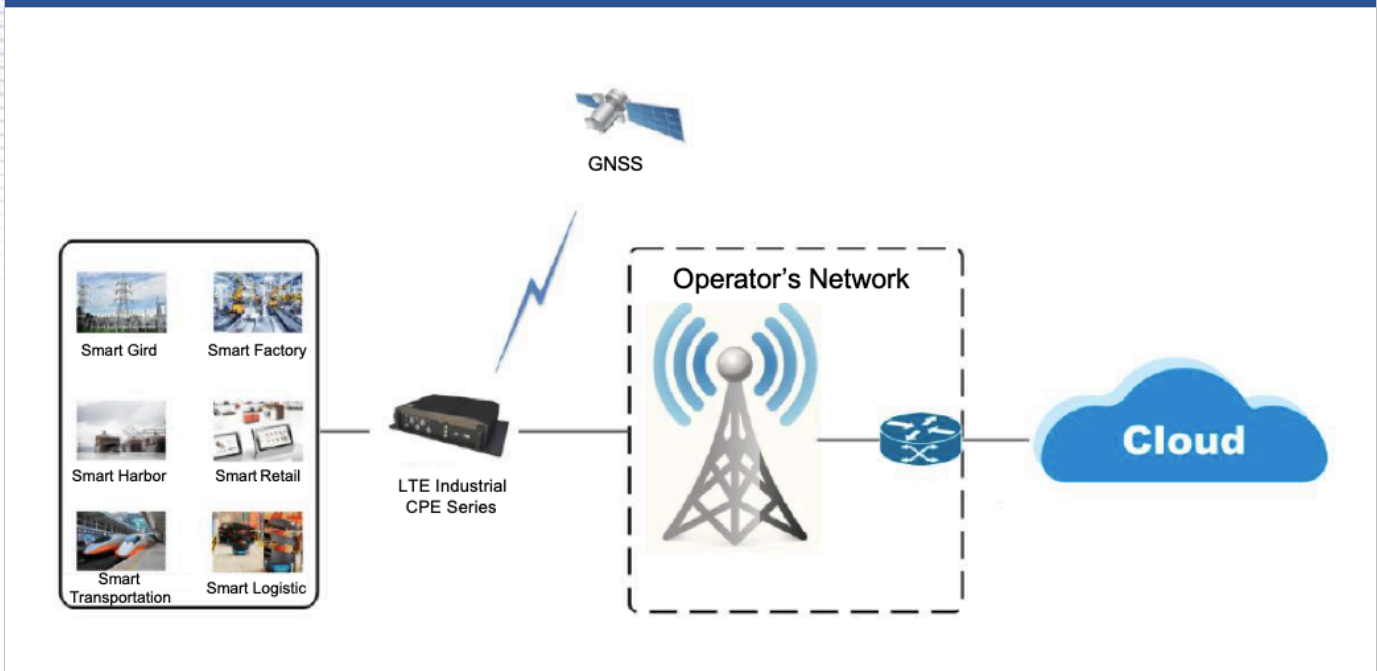 GNSS
Operator's Network
Smart Gird
Smart Factory
Smart Harbor
Smart Retail
LTE Industrial
CPE Series
Cloud
Smart
Transportation
Smart Logistic